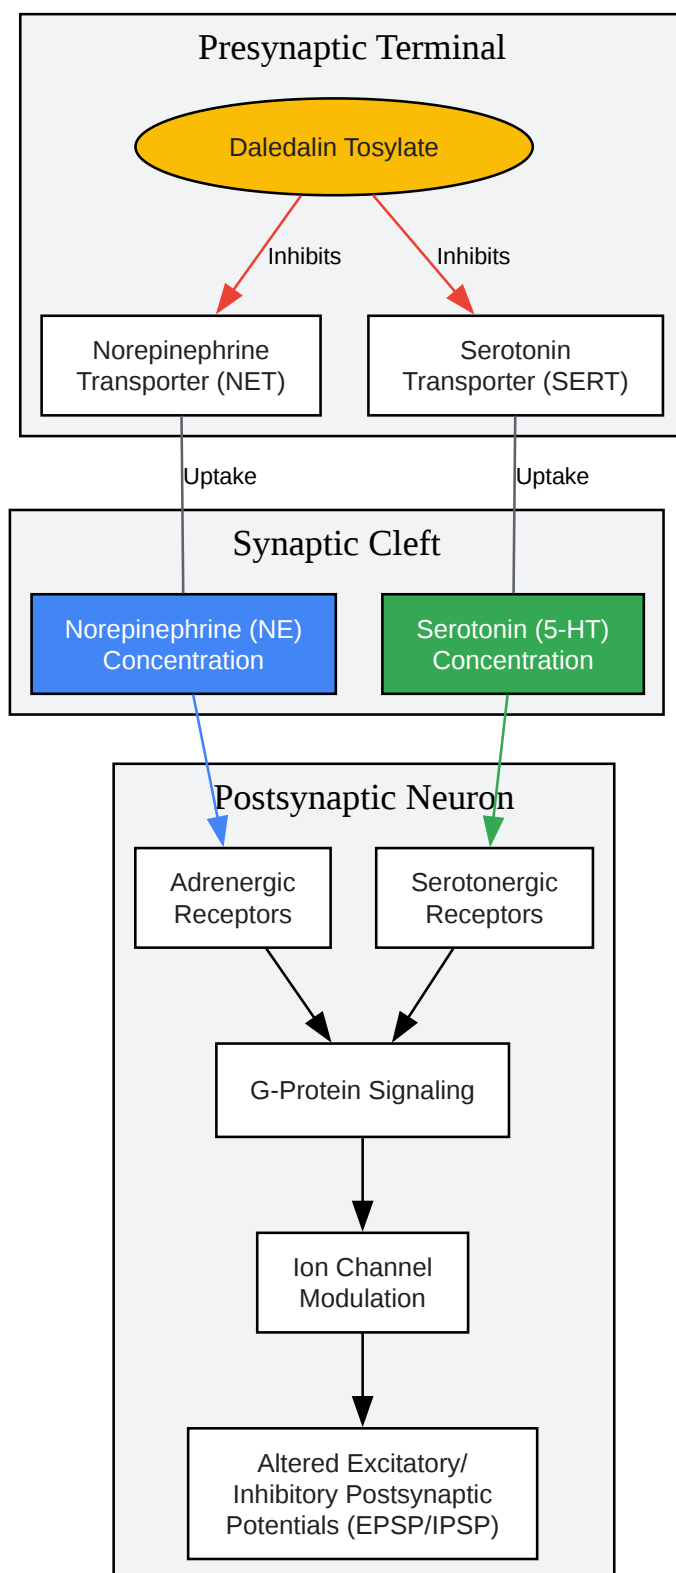 Presynaptic Terminal
Daledalin Tosylate
Inhibits
Inhibits
Norepinephrine
Transporter (NET)
Serotonin
Transporter (SERT)
Uptake
Uptake
Synaptic Cleft
Norepinephrine (NE)
Concentration
Serotonin (5-HT)
Concentration
Postsynaptic Neuron
Adrenergic
Receptors
Serotonergic
Receptors
G-Protein Signaling
Ion Channel
Modulation
Altered Excitatory/
Inhibitory Postsynaptic
Potentials (EPSP/IPSP)